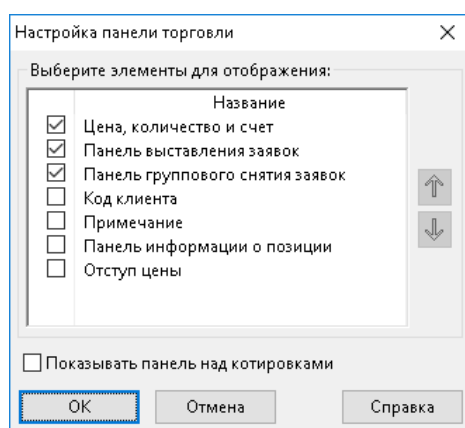 Настройка панели торговли
Выберите элементы для отображения:
Название
Цена, количество и счет
Панель выставления заявок
Панель группового снятия заявок
Код клиента
Примечание
Панель информации о позиции
Отступ цены
Показывать панель над котировками
ОК Отмена Справка